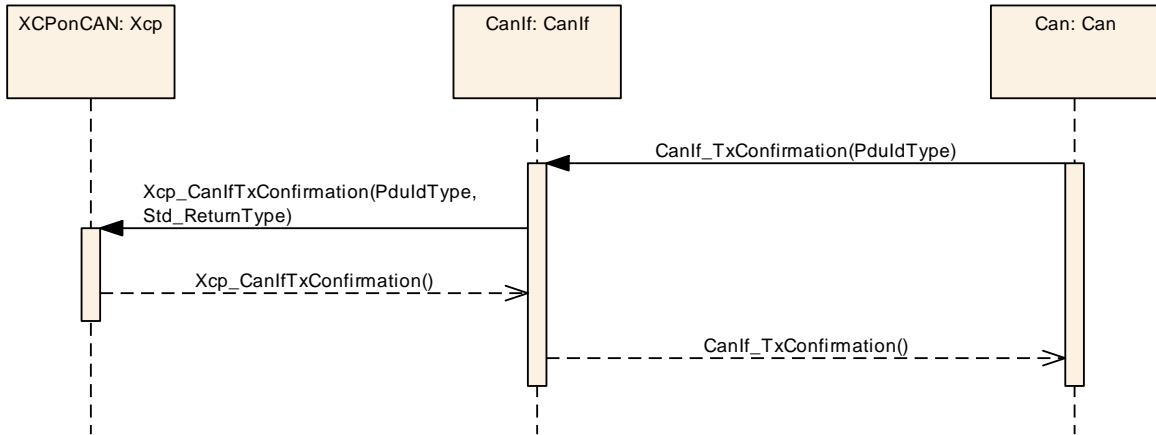 XCPonCAN: Xcp
CanIf: CanIf
Can: Can
CanIf_TxConfirmation(PduIdType)
Xcp_CanIfTxConfirmation(PduIdType,
Std_ReturnType)
Xcp_CanIfTxConfirmation()
CanIf_TxConfirmation()